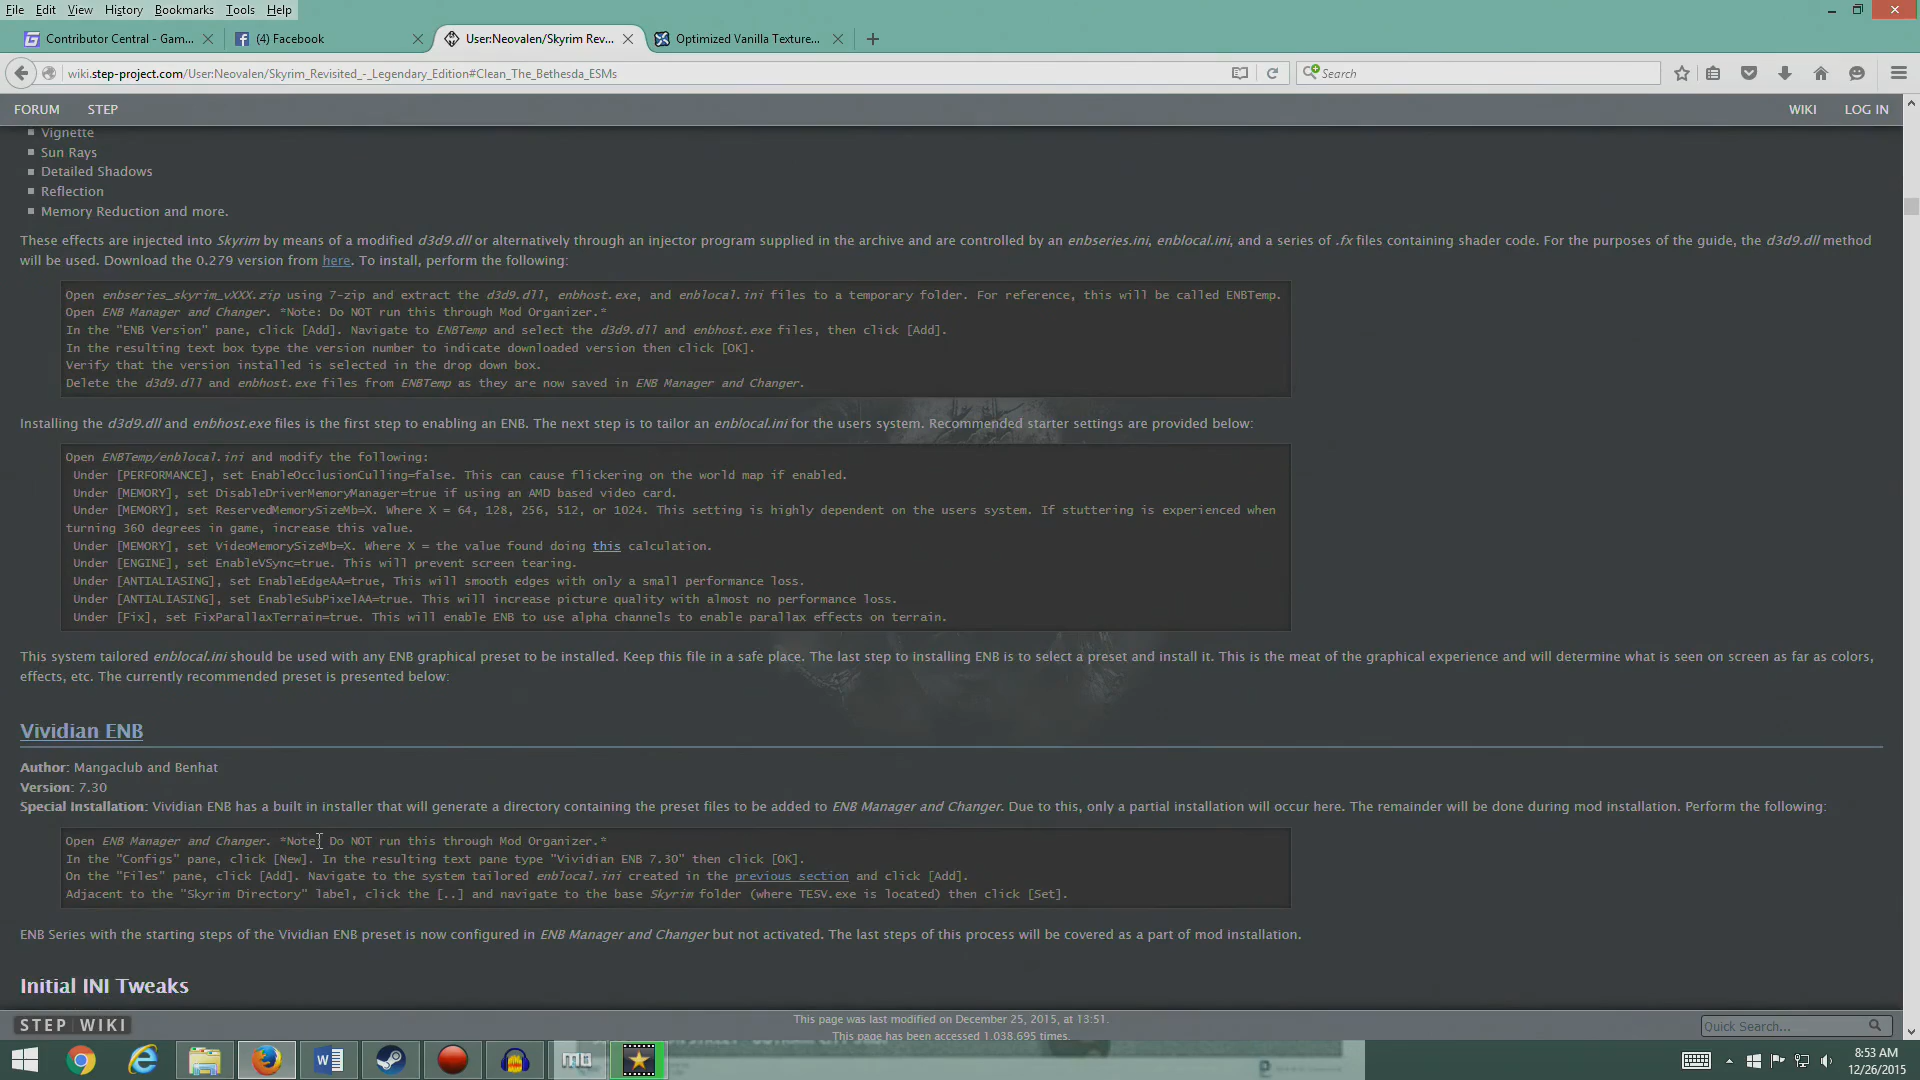 File Edit View History Bookmarks Tools Help
Contributor Central - Gam... (4) Facebook User:Neovalen/Skyrim Rev... Optimized Vanilla Texture...
wiki.step-project.com/User:Neovalen/Skyrim_Revisited_-_Legendary_Edition#Clean_The_Bethesda_ESMs Search
FORUM STEP WIKI LOG IN
Vignette
Sun Rays
Detailed Shadows
Reflection
Memory Reduction and more.
These effects are injected into Skyrim by means of a modified d3d9.dll or alternatively through an injector program supplied in the archive and are controlled by an enbseries.ini, enblocal.ini, and a series of .fx files containing shader code. For the purposes of the guide, the d3d9.dll method
will be used. Download the 0.279 version from here. To install, perform the following:
Open enbseries_skyrim_vXXX.zip using 7-zip and extract the d3d9.dll, enbhost.exe, and enblocal.ini files to a temporary folder. For reference, this will be called ENBTemp.
Open ENB Manager and Changer. *Note: Do NOT run this through Mod Organizer.*
In the "ENB Version" pane, click [Add]. Navigate to ENBTemp and select the d3d9.dll and enbhost.exe files, then click [Add].
In the resulting text box type the version number to indicate downloaded version then click [OK].
Verify that the version installed is selected in the drop down box.
Delete the d3d9.dll and enbhost.exe files from ENBTemp as they are now saved in ENB Manager and Changer.
Installing the d3d9.dll and enbhost.exe files is the first step to enabling an ENB. The next step is to tailor an enblocal.ini for the users system. Recommended starter settings are provided below:
Open ENBTemp/enblocal.ini and modify the following:
Under [PERFORMANCE], set EnableOcclusionCulling=false. This can cause flickering on the world map if enabled.
Under [MEMORY], set DisableDriverMemoryManager=true if using an AMD based video card.
Under [MEMORY], set ReservedMemorySizeMb=X. Where X = 64, 128, 256, 512, or 1024. This setting is highly dependent on the users system. If stuttering is experienced when
turning 360 degrees in game, increase this value.
Under [MEMORY], set VideoMemorySizeMb=X. Where X = the value found doing this calculation.
Under [ENGINE], set EnableVSync=true. This will prevent screen tearing.
Under [ANTIALIASING], set EnableEdgeAA=true, This will smooth edges with only a small performance loss.
Under [ANTIALIASING], set EnableSubPixelAA=true. This will increase picture quality with almost no performance loss.
Under [Fix], set FixParallaxTerrain=true. This will enable ENB to use alpha channels to enable parallax effects on terrain.
This system tailored enblocal.ini should be used with any ENB graphical preset to be installed. Keep this file in a safe place. The last step to installing ENB is to select a preset and install it. This is the meat of the graphical experience and will determine what is seen on screen as far as colors,
effects, etc. The currently recommended preset is presented below:
Vividian ENB
Author: Mangaclub and Benhat
Version: 7.30
Special Installation: Vividian ENB has a built in installer that will generate a directory containing the preset files to be added to ENB Manager and Changer. Due to this, only a partial installation will occur here. The remainder will be done during mod installation. Perform the following:
Open ENB Manager and Changer. *Note: Do NOT run this through Mod Organizer.*
In the "Configs" pane, click [New]. In the resulting text pane type "Vividian ENB 7.30" then click [OK].
On the "Files" pane, click [Add]. Navigate to the system tailored enblocal.ini created in the previous section and click [Add].
Adjacent to the "Skyrim Directory" label, click the [..] and navigate to the base Skyrim folder (where TESV.exe is located) then click [Set].
ENB Series with the starting steps of the Vividian ENB preset is now configured in ENB Manager and Changer but not activated. The last steps of this process will be covered as a part of mod installation.
Initial INI Tweaks
STEP WIKI
This page was last modified on December 25, 2015, at 13:51.
This page has been accessed 1,038,695 times.
Quick Search...
8:53 AM
12/26/2015